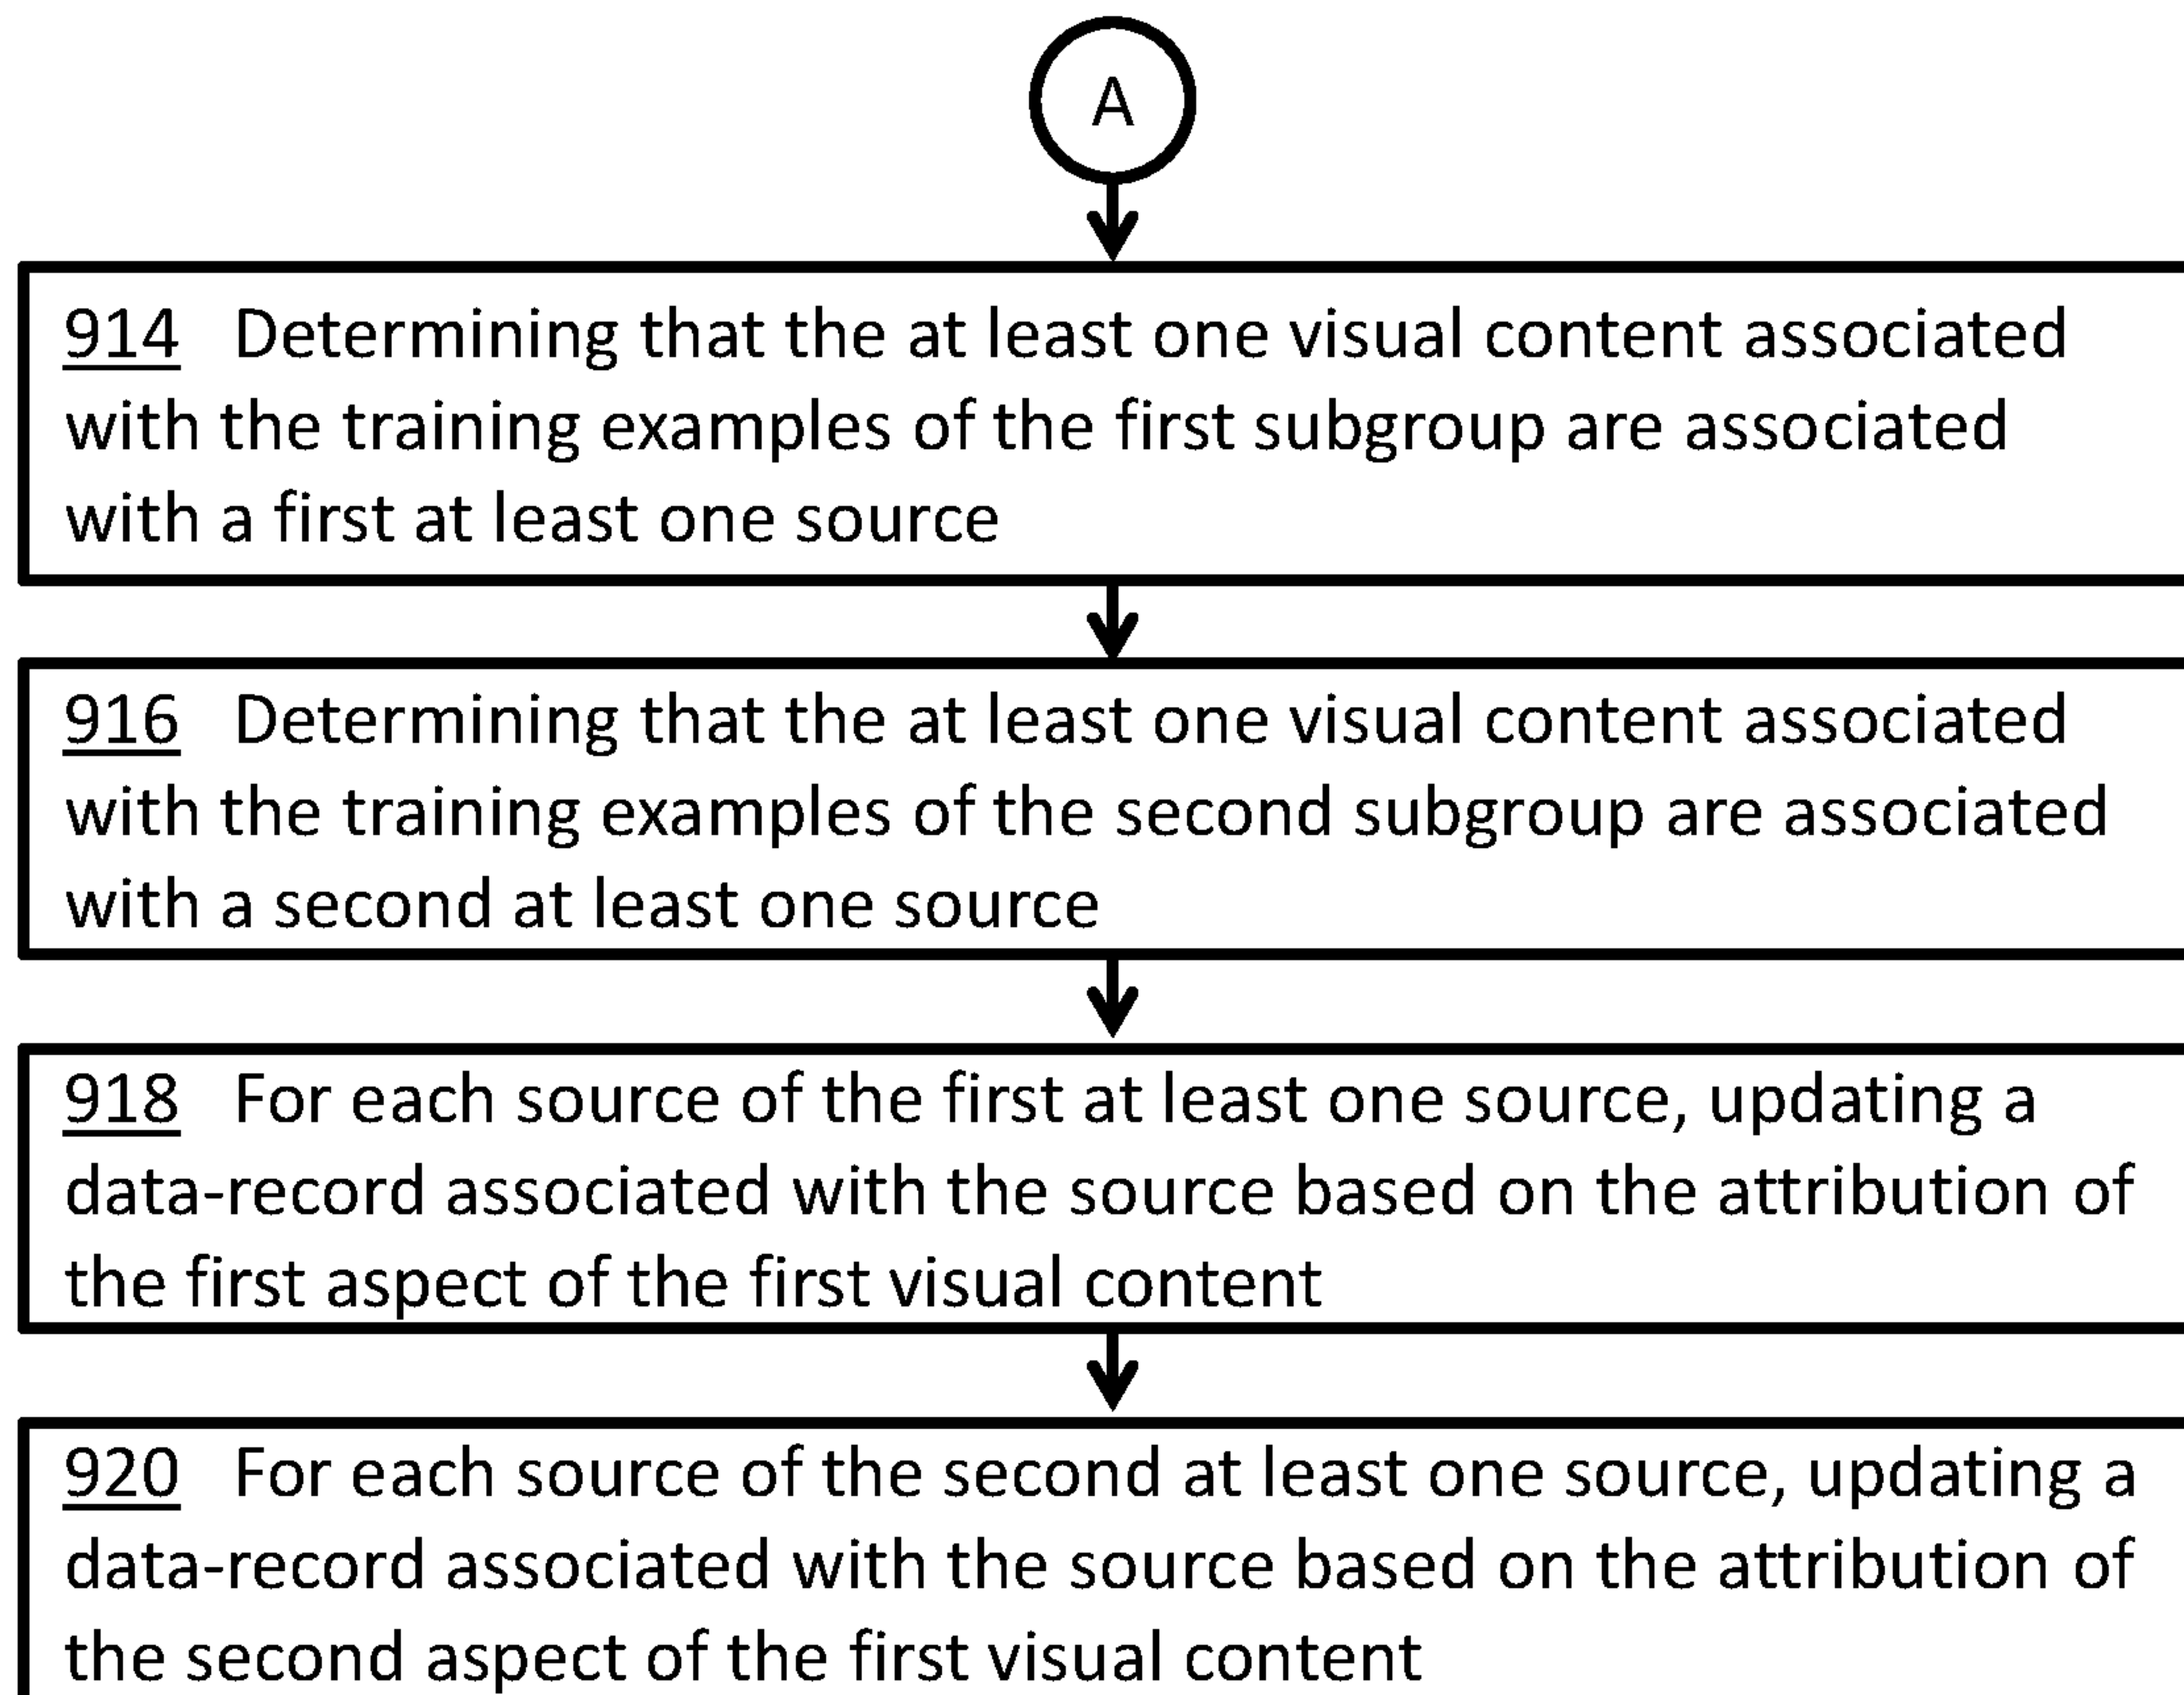 A
914 Determining that the at least one visual content associated
with the training examples of the first subgroup are associated
with a first at least one source
916 Determining that the at least one visual content associated
with the training examples of the second subgroup are associated
with a second at least one source
918 For each source of the first at least one source, updating a
data-record associated with the source based on the attribution of
the first aspect of the first visual content
920 For each source of the second at least one source, updating a
data-record associated with the source based on the attribution of
the second aspect of the first visual content